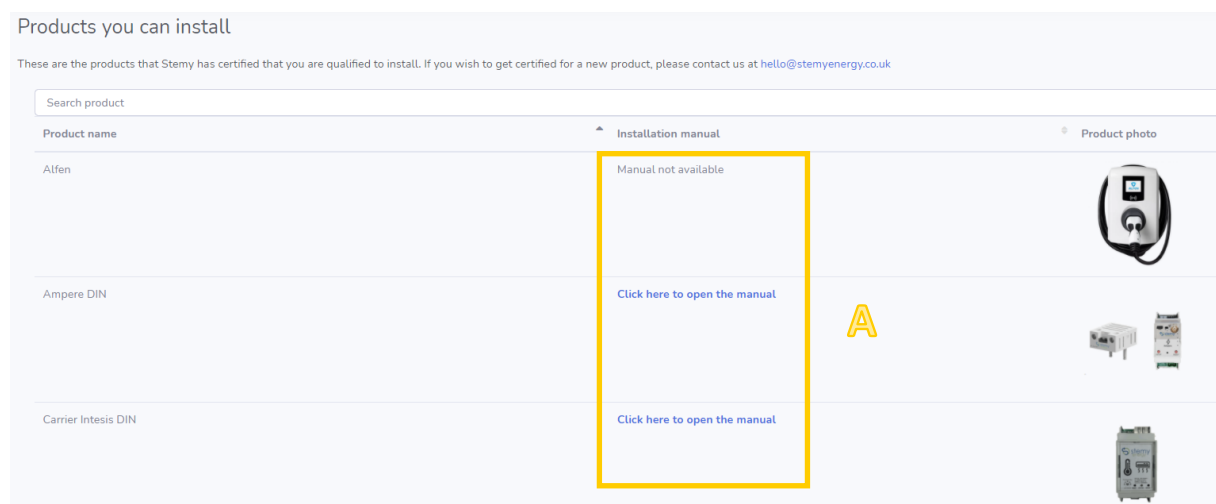 Products you can install
These are the products that Stemy has certified that you are qualified to install. If you wish to get certified for a new product, please contact us at hello@stemyenergy.co.uk
Search product
Product name Installation manual Product photo
Alfen Manual not available
Ampere DIN Click here to open the manual
A
Carrier Intesis DIN Click here to open the manual
stemy